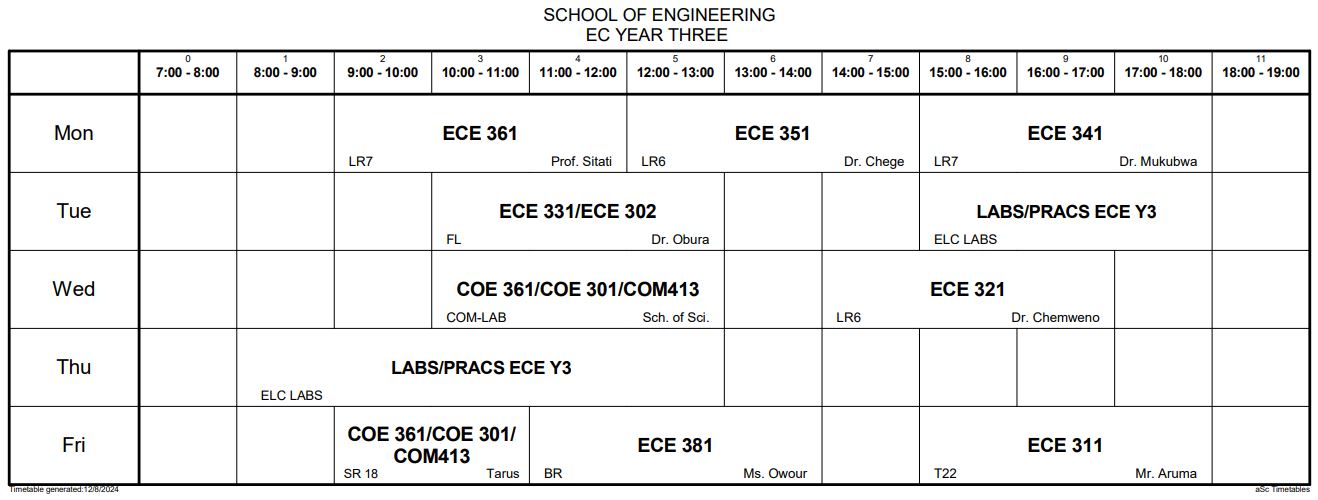 SCHOOL OF ENGINEERING
EC YEAR THREE
0 1 2 3 4 5 6 7 8 9 10 11
7:00 - 8:00 8:00 - 9:00 9:00 - 10:00 10:00 - 11:00 11:00 - 12:00 12:00 - 13:00 13:00 - 14:00 14:00 - 15:00 15:00 - 16:00 16:00 - 17:00 17:00 - 18:00 18:00 - 19:00
Mon ECE 361 ECE 351 ECE 341
LR7 Prof. Sitati LR6 Dr. Chege LR7 Dr. Mukubwa
Tue ECE 331/ECE 302 LABS/PRACS ECE Y3
FL Dr. Obura ELC LABS
Wed COE 361/COE 301/COM413 ECE 321
COM-LAB Sch. of Sci. LR6 Dr. Chemweno
Thu LABS/PRACS ECE Y3
ELC LABS
Fri COE 361/COE 301/ ECE 381 ECE 311
COM413
SR 18 Tarus BR Ms. Owour T22 Mr. Aruma
Timetable generated:12/8/2024 aSc Timetables